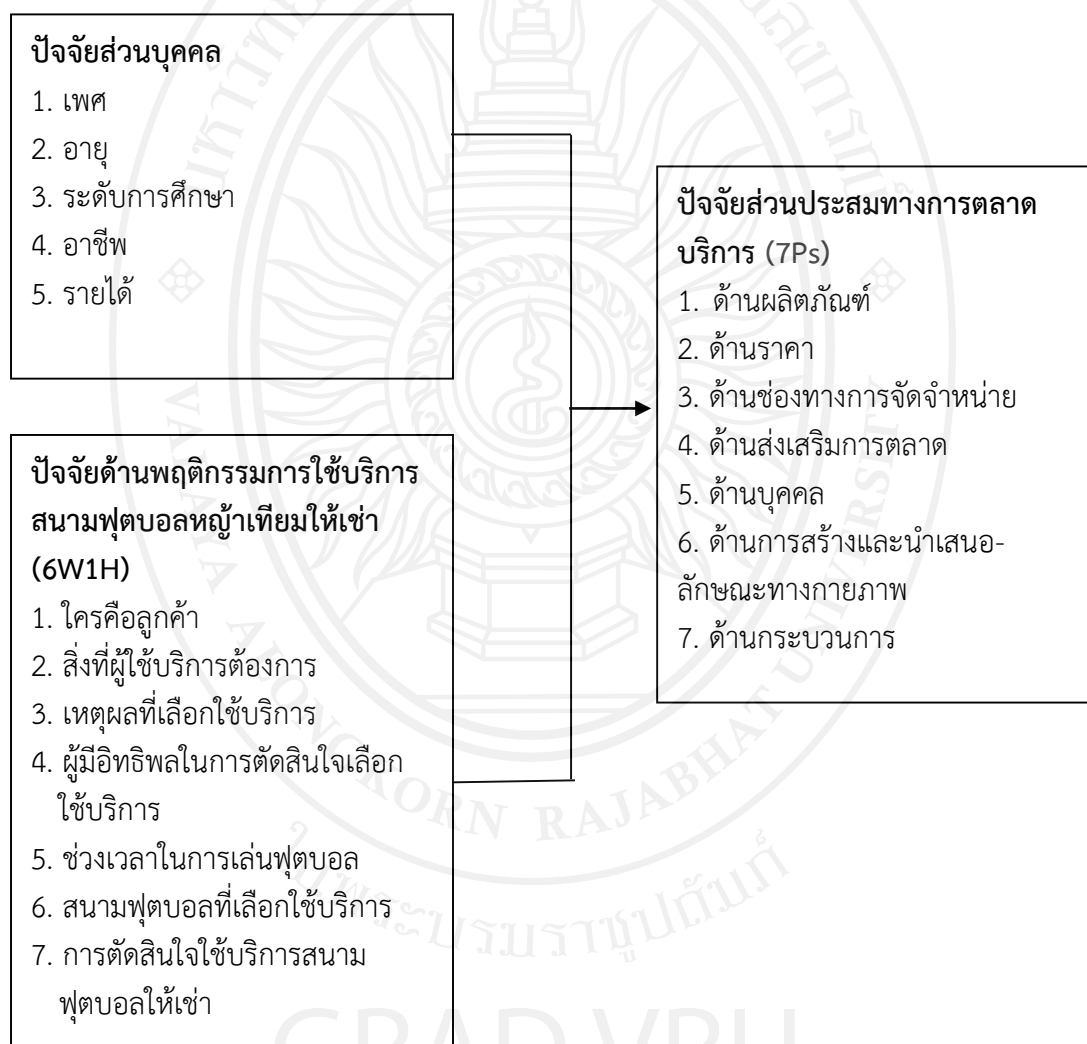 ปัจจัยส่วนบุคคล
1. เพศ
2. อายุ
3. ระดับการศึกษา
4. อาชีพ
5. รายได้
ปัจจัยด้านพฤติกรรมการใช้บริการ
สนามฟุตบอลหญ้าเทียมให้เช่า
(6W1H)
1. ใครคือลูกค้า
2. สิ่งที่ผู้ใช้บริการต้องการ
3. เหตุผลที่เลือกใช้บริการ
4. ผู้มีอิทธิพลในการตัดสินใจเลือก
ใช้บริการ
5. ช่วงเวลาในการเล่นฟุตบอล
6. สนามฟุตบอลที่เลือกใช้บริการ
7. การตัดสินใจใช้บริการสนาม
ฟุตบอลให้เช่า
ปัจจัยส่วนประสมทางการตลาด
บริการ (7Ps)
1. ด้านผลิตภัณฑ์
2. ด้านราคา
3. ด้านช่องทางการจัดจำหน่าย
4. ด้านส่งเสริมการตลาด
5. ด้านบุคคล
6. ด้านการสร้างและนำเสนอ-
ลักษณะทางกายภาพ
7. ด้านกระบวนการ
ในพระบรมราชูปถัมภ์
GRAD VRU